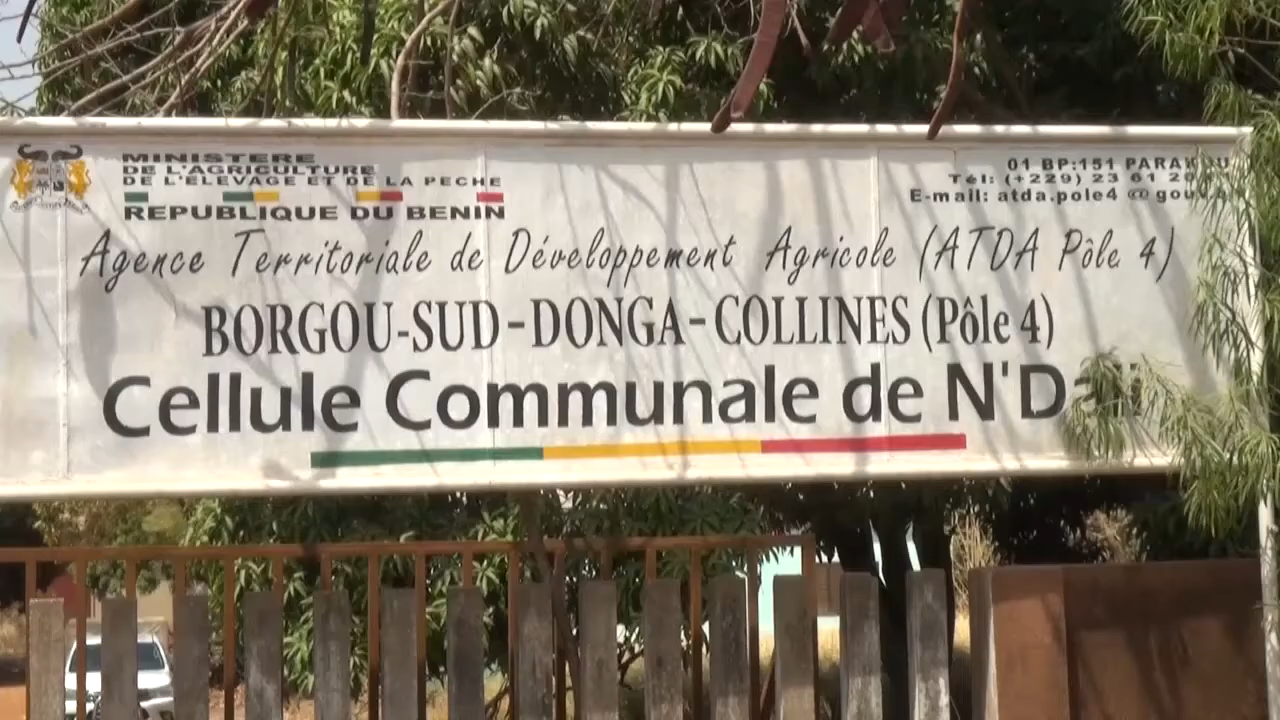 MINISTERE
DE L'AGRICULTURE
DE L'ELEVAGE ET DE LA PECHE
REPUBLIQUE DU BENIN
01 BP:151
Tél: (+229) 23 61
E-mail: atda.pole4
Agence Territoriale de Développement Agricole (ATDA Pôle 4)
BORGOU-SUD-DONGA-COLLINES (Pôle 4)
Cellule Communale de